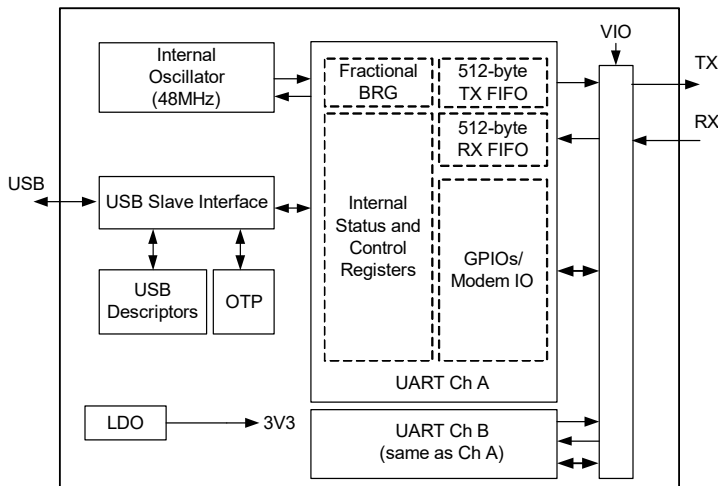 Internal
Oscillator
(48MHz)
Fractional
BRG
512-byte
TX FIFO
VIO
TX
512-byte
RX FIFO
RX
USB
USB Slave Interface
Internal
Status and
Control
Registers
GPIOs/
Modem IO
USB
Descriptors
OTP
UART Ch A
LDO
3V3
UART Ch B
(same as Ch A)